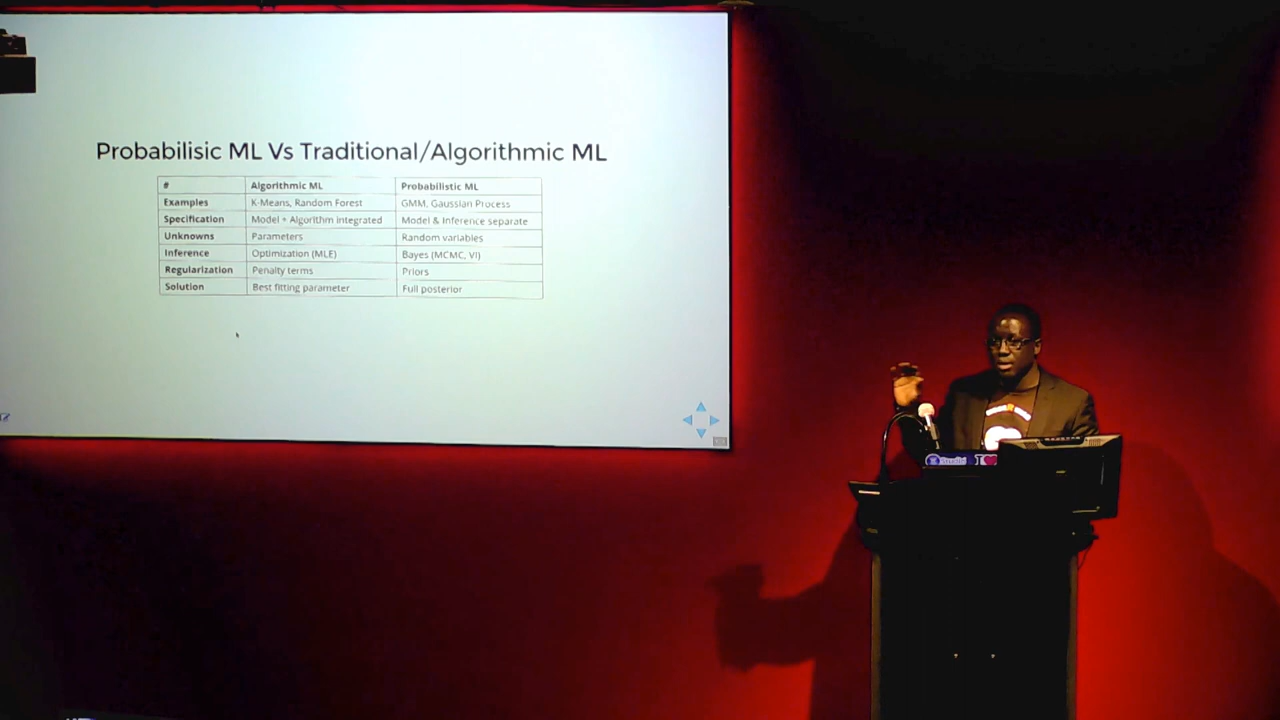 Probabilisic ML Vs Traditional/Algorithmic ML
# Algorithmic ML Probabilistic ML
Examples K-Means, Random Forest GMM, Gaussian Process
Specification Model + Algorithm Integrated Model & Inference separate
Unknowns Parameters Random variables
Inference Optimization (MLE) Bayes (MCMC, VI)
Regularization Penalty terms Priors
Solution Best fitting parameter Full posterior
Studio